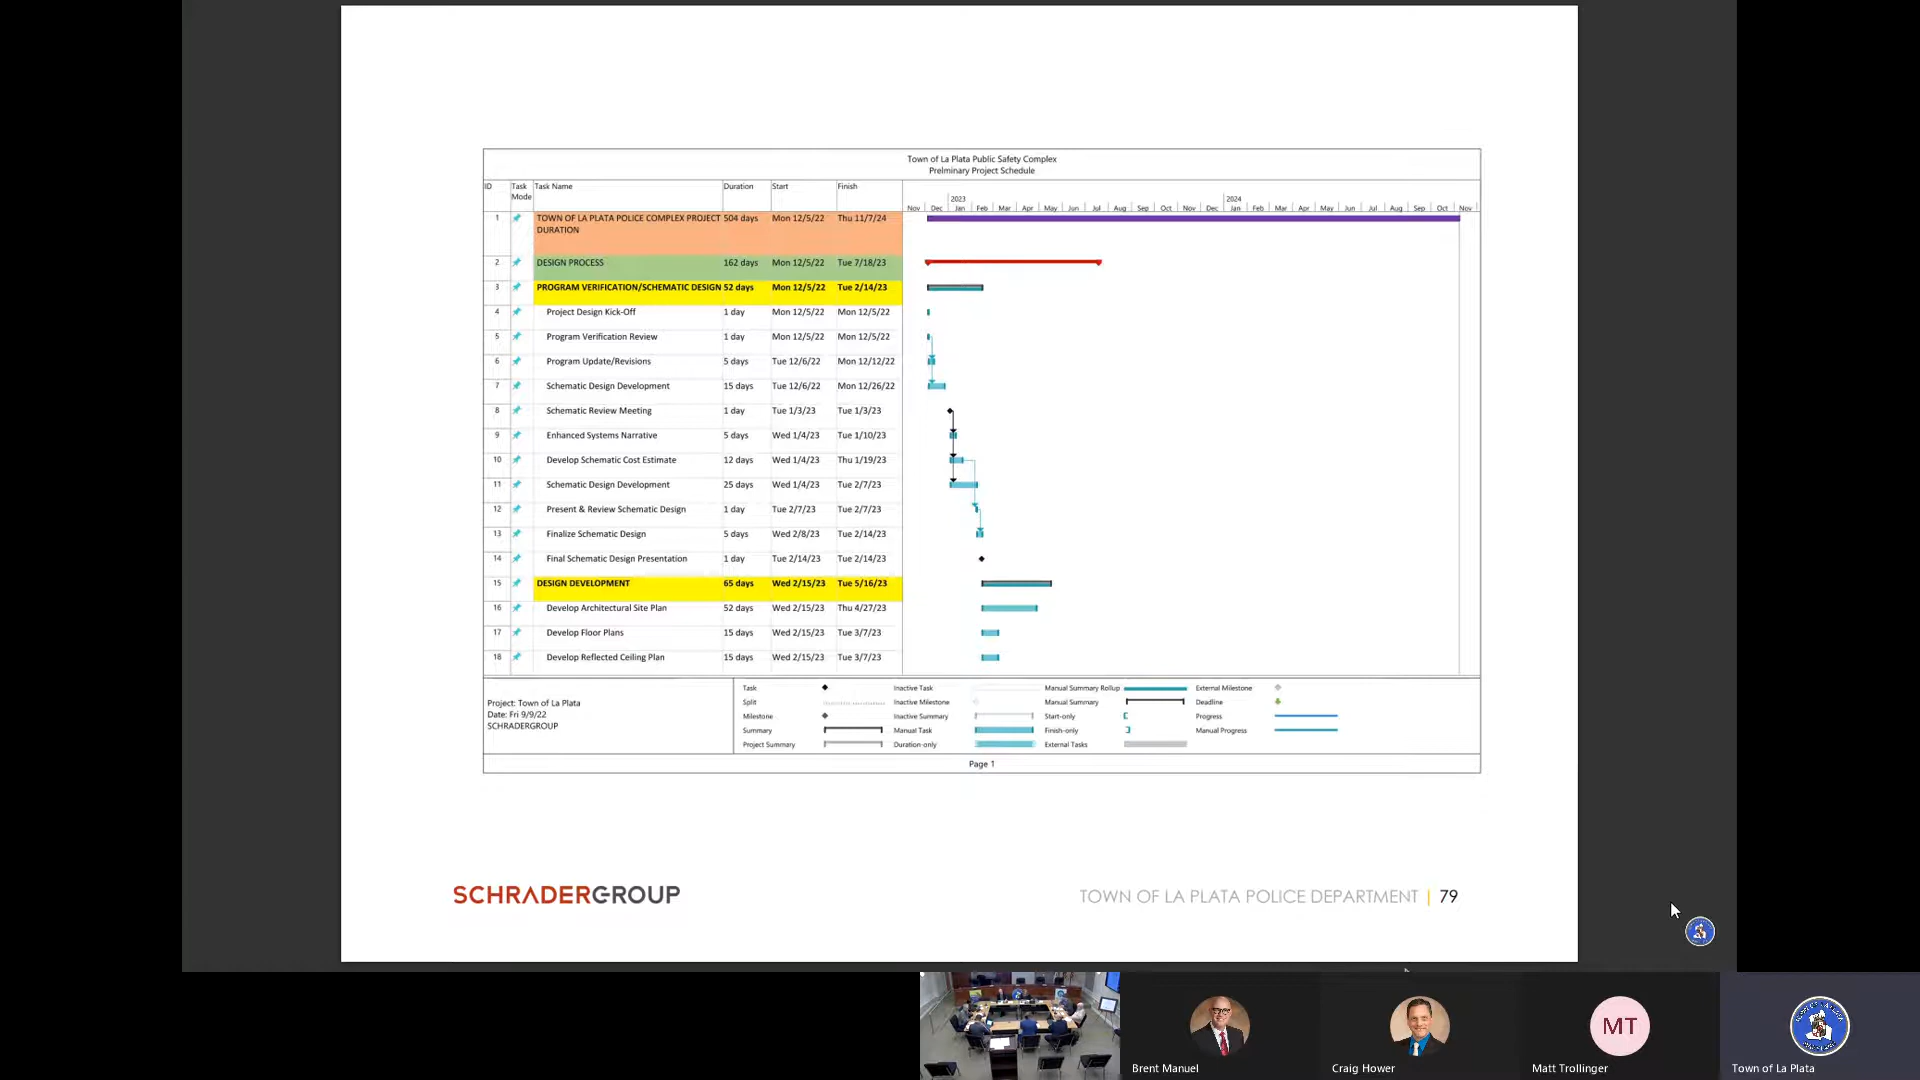 Town of La Plata Public Safety Complex
Prelminary Project Schedule
ID Task Mode Task Name Duration Start Finish
2023 2024
Nov Dec Jan Feb Mar Apr May Jun Jul Aug Sep Oct Nov Dec Jan Feb Mar Apr May Jun Jul Aug Sep Oct Nov
1 TOWN OF LA PLATA POLICE COMPLEX PROJECT 504 days Mon 12/5/22 Thu 11/7/24
DURATION
2 DESIGN PROCESS 162 days Mon 12/5/22 Tue 7/18/23
3 PROGRAM VERIFICATION/SCHEMATIC DESIGN 52 days Mon 12/5/22 Tue 2/14/23
4 Project Design Kick-Off 1 day Mon 12/5/22 Mon 12/5/22
5 Program Verification Review 1 day Mon 12/5/22 Mon 12/5/22
6 Program Update/Revisions 5 days Tue 12/6/22 Mon 12/12/22
7 Schematic Design Development 15 days Tue 12/6/22 Mon 12/26/22
8 Schematic Review Meeting 1 day Tue 1/3/23 Tue 1/3/23
9 Enhanced Systems Narrative 5 days Wed 1/4/23 Tue 1/10/23
10 Develop Schematic Cost Estimate 12 days Wed 1/4/23 Thu 1/19/23
11 Schematic Design Development 25 days Wed 1/4/23 Tue 2/7/23
12 Present & Review Schematic Design 1 day Tue 2/7/23 Tue 2/7/23
13 Finalize Schematic Design 5 days Wed 2/8/23 Tue 2/14/23
14 Final Schematic Design Presentation 1 day Tue 2/14/23 Tue 2/14/23
15 DESIGN DEVELOPMENT 65 days Wed 2/15/23 Tue 5/16/23
16 Develop Architectural Site Plan 52 days Wed 2/15/23 Thu 4/27/23
17 Develop Floor Plans 15 days Wed 2/15/23 Tue 3/7/23
18 Develop Reflected Ceiling Plan 15 days Wed 2/15/23 Tue 3/7/23
Project: Town of La Plata
Date: Fri 9/9/22
SCHRADERGROUP
Task Inactive Task Manual Summary Rollup External Milestone
Split Inactive Milestone Manual Summary Deadline
Milestone Inactive Summary Start-only Progress
Summary Manual Task Finish-only Manual Progress
Project Summary Duration-only External Tasks
Page 1
SCHRADERGROUP
TOWN OF LA PLATA POLICE DEPARTMENT | 79
MT
Brent Manuel
Craig Hower
Matt Trollinger
Town of La Plata